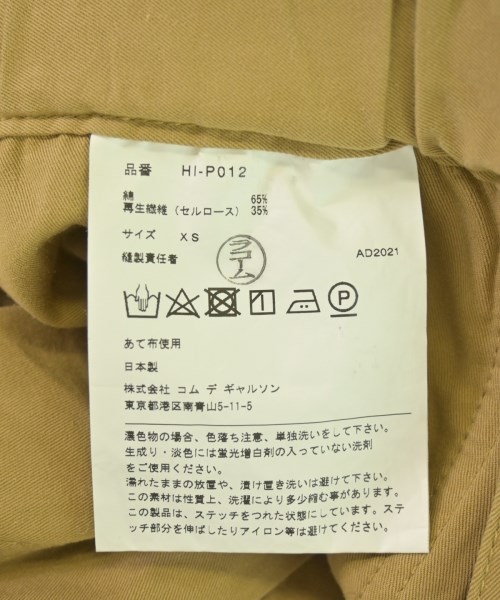 品番 HI-P012
綿 65%
再生繊維（セルロース）35%
サイズ XS
縫製責任者 ラコーム AD2021
P
あて布使用
日本製
株式会社 コム デ ギャルソン
東京都港区南青山5-11-5
濃色物の場合、色落ち注意、単独洗いをして下さい。
生成り・淡色には蛍光増白剤の入っていない洗剤
をご使用ください。
濡れたままの放置や、漬け置き洗いは避けて下さい。
この素材は性質上、洗濯により多少縮む事があります。
この製品は、ステッチをつれた状態にしています。ステ
ッチ部分を伸ばしたりアイロン等は避けてください。